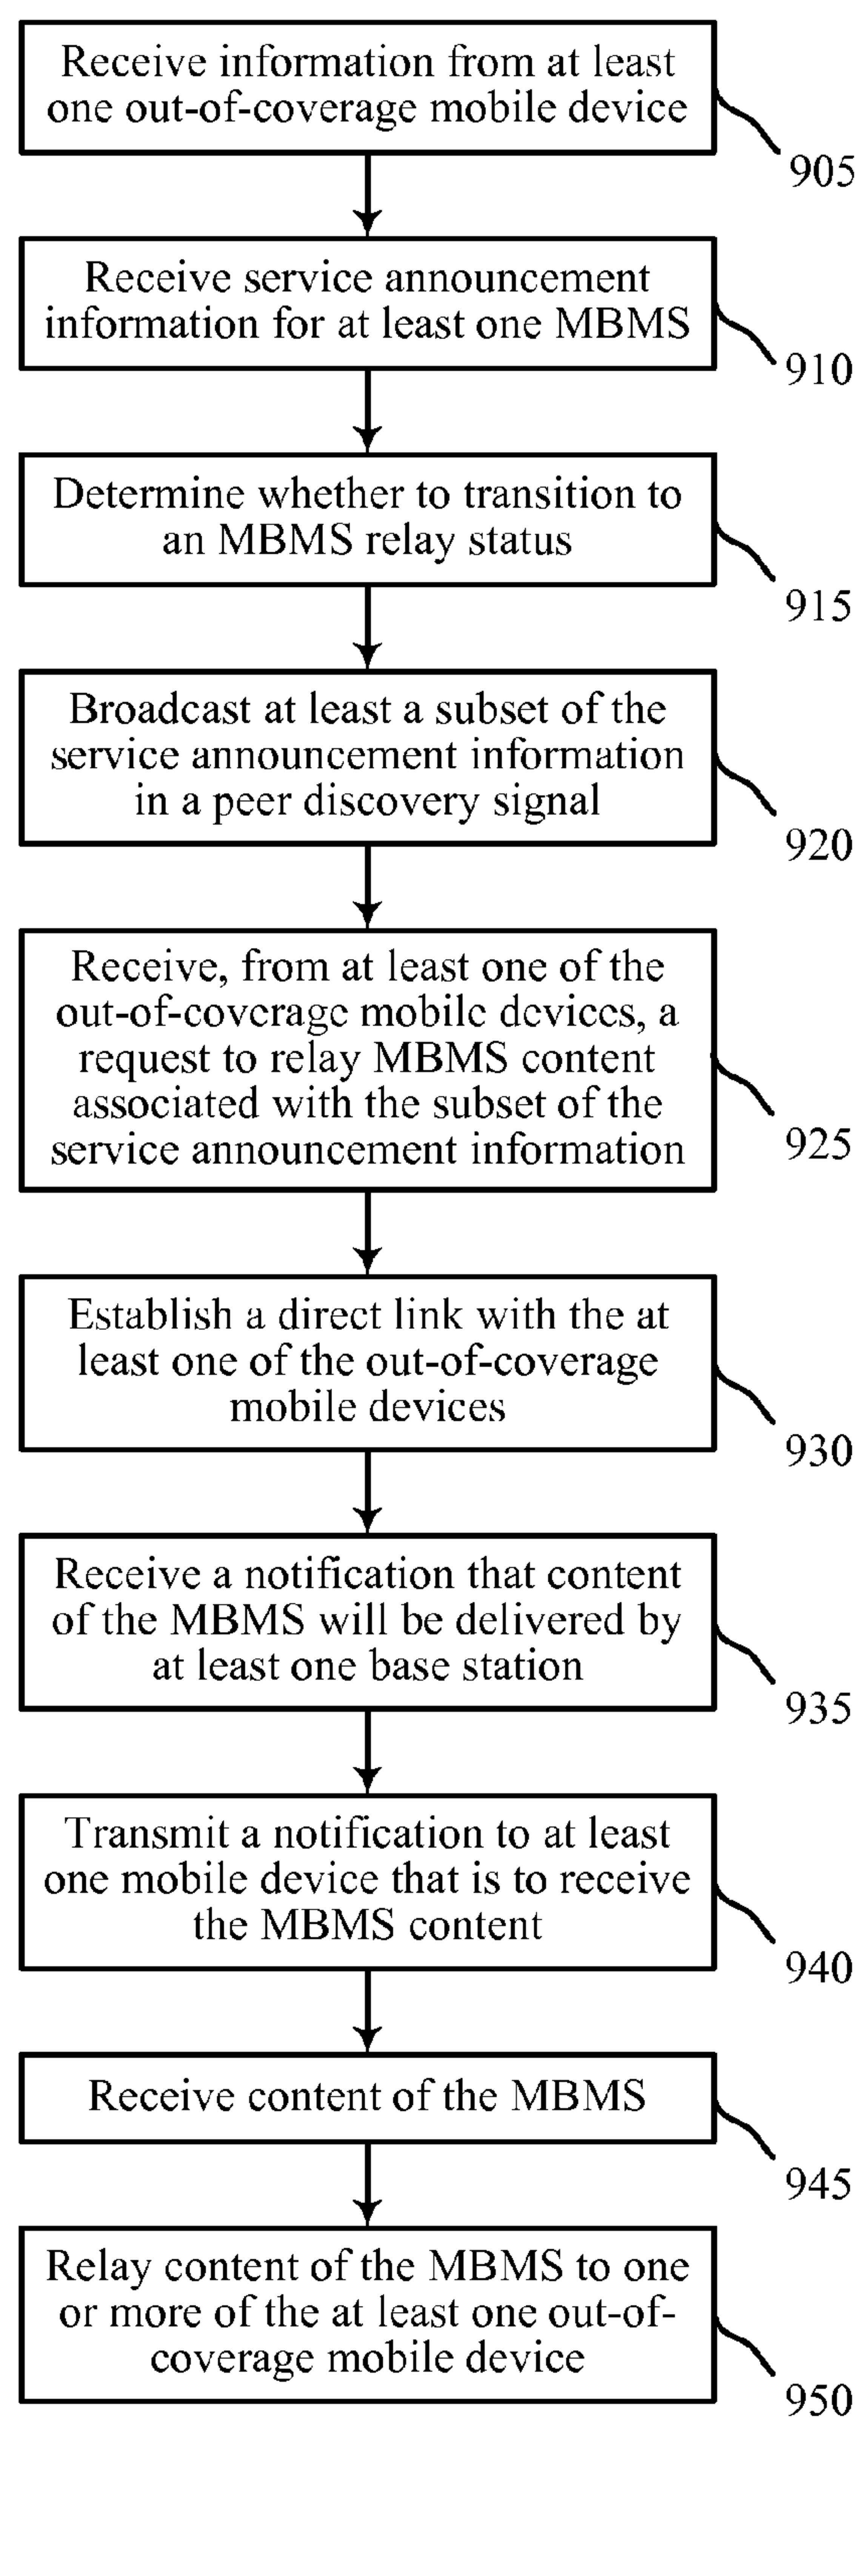 Receive information from at least
one out-of-coverage mobile device
905
Receive service announcement
information for at least one MBMS
910
Determine whether to transition to
an MBMS relay status
915
Broadcast at least a subset of the
service announcement information
in a peer discovery signal
920
Receive, from at least one of the
out-of-coverage mobile devices, a
request to relay MBMS content
associated with the subset of the
service announcement information
925
Establish a direct link with the at
least one of the out-of-coverage
mobile devices
930
Receive a notification that content
of the MBMS will be delivered by
at least one base station
935
Transmit a notification to at least
one mobile device that is to receive
the MBMS content
940
Receive content of the MBMS
945
Relay content of the MBMS to one
or more of the at least one out-of-
coverage mobile device
950